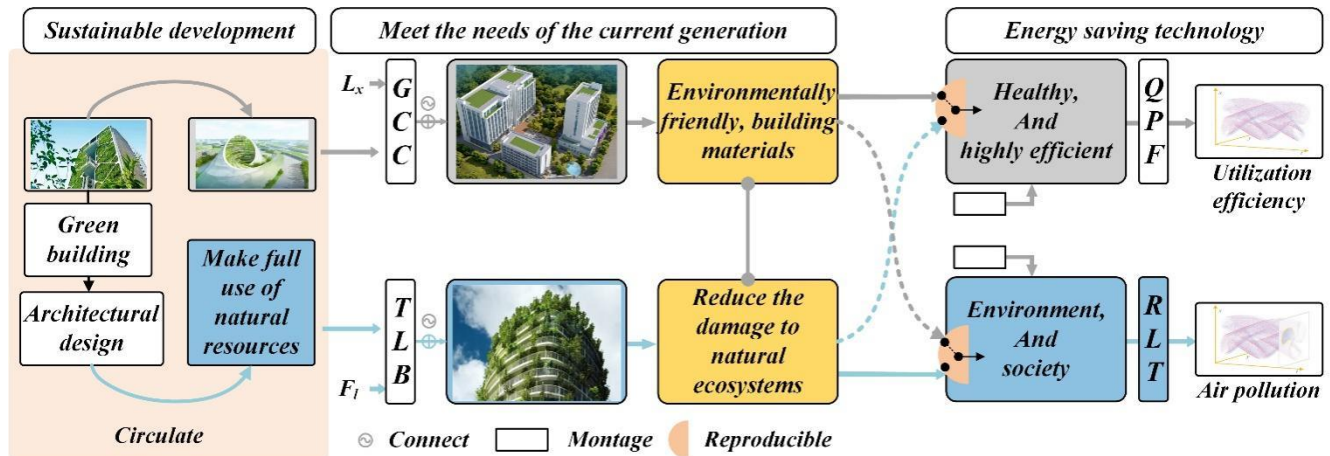 Sustainable development
Meet the needs of the current generation
Energy saving technology
Green
building
Architectural
design
Make full
use of
natural
resources
Circulate
Lx
G
C
C
Environmentally
friendly, building
materials
T
L
B
Fl
Reduce the
damage to
natural
ecosystems
Healthy,
And
highly efficient
Q
P
F
Utilization
efficiency
Environment,
And
society
R
L
T
Air pollution
Connect
Montage
Reproducible